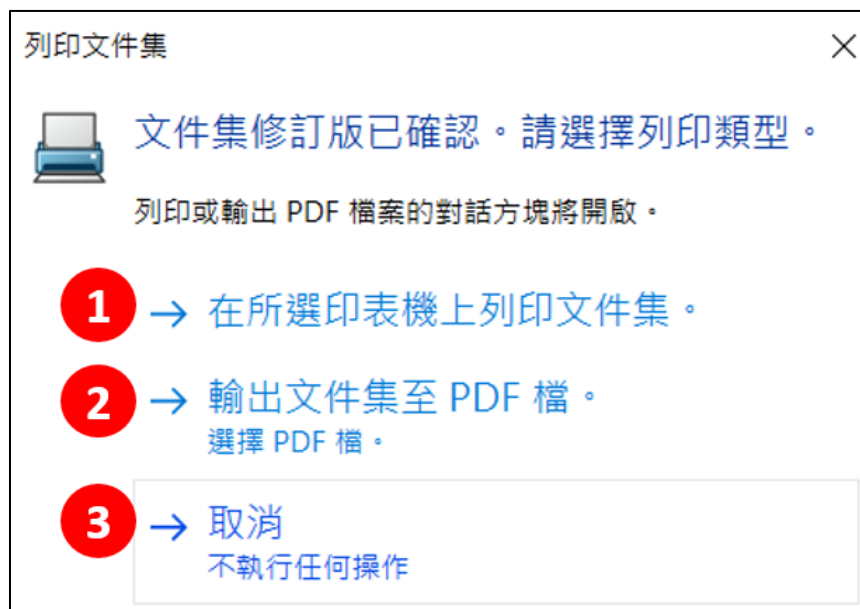 列印文件集
文件集修訂版已確認。請選擇列印類型。
列印或輸出 PDF 檔案的對話方塊將開啟。
1 → 在所選印表機上列印文件集。
2 → 輸出文件集至 PDF 檔。
選擇 PDF 檔。
3 → 取消
不執行任何操作